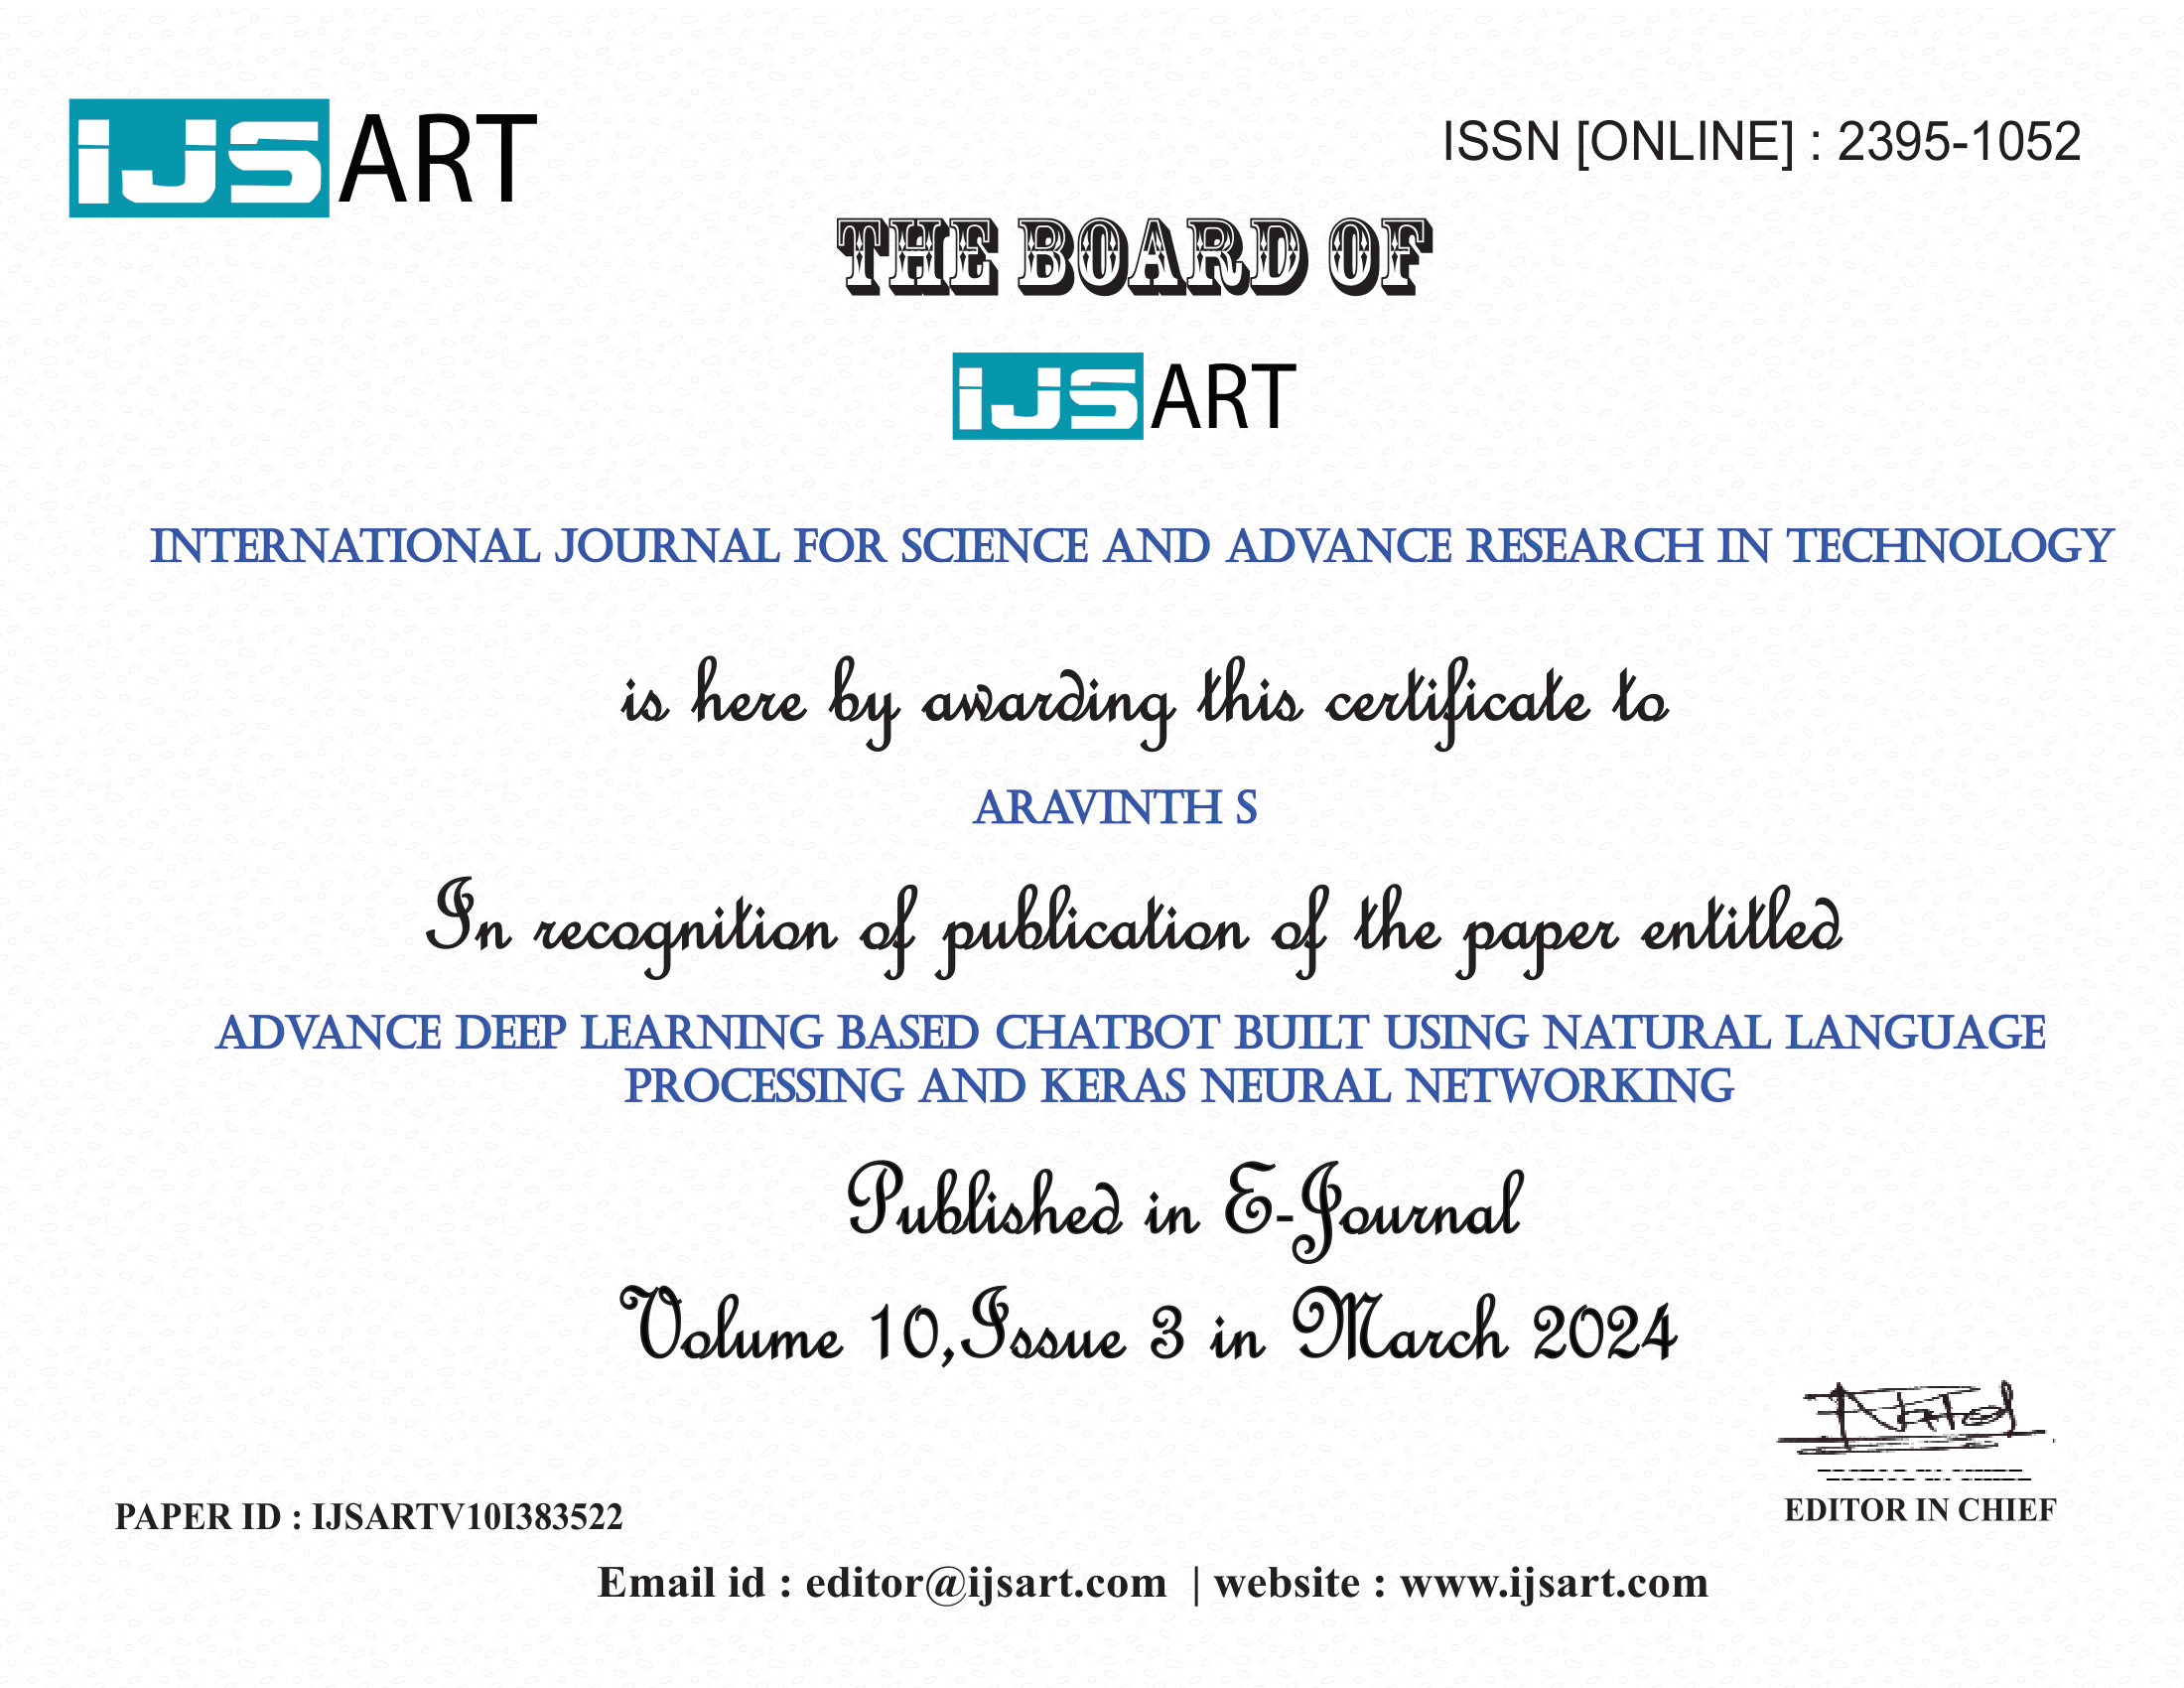 IJSART
ISSN [ONLINE] : 2395-1052
THE BOARD OF
IJSART
INTERNATIONAL JOURNAL FOR SCIENCE AND ADVANCE RESEARCH IN TECHNOLOGY
is here by awarding this certificate to
ARAVINTH S
In recognition of publication of the paper entitled
ADVANCE DEEP LEARNING BASED CHATBOT BUILT USING NATURAL LANGUAGE
PROCESSING AND KERAS NEURAL NETWORKING
Published in E-Journal
Volume 10,Issue 3 in March 2024
PAPER ID : IJSARTV10I383522
EDITOR IN CHIEF
Email id : editor@ijsart.com | website : www.ijsart.com